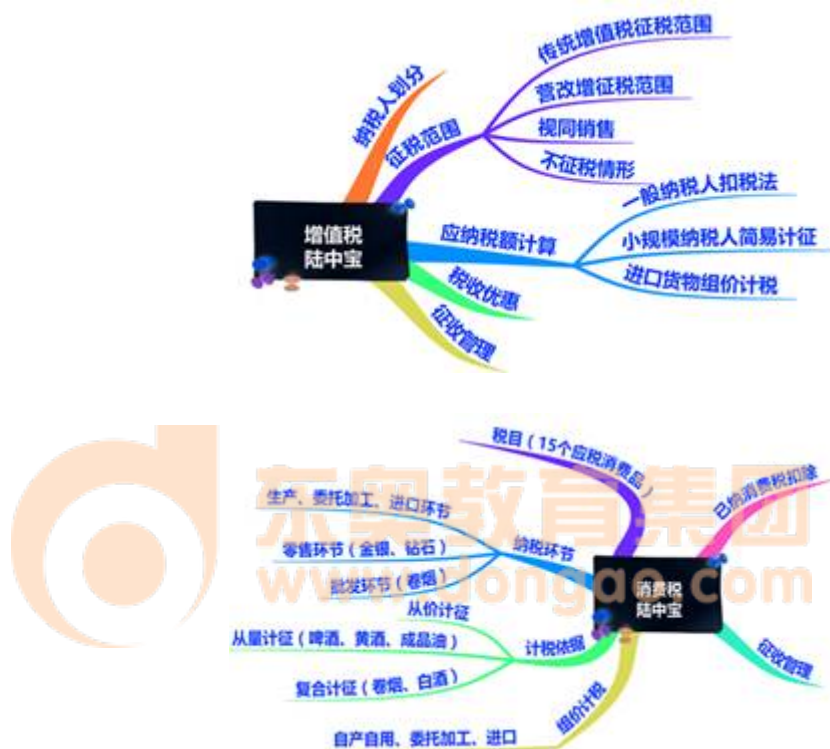 纳税人划分
征税范围
传统增值税征税范围
营改增征税范围
视同销售
不征税情形
增值税
陆中宝
应纳税额计算
一般纳税人扣税法
小规模纳税人简易计征
进口货物组价计税
税收优惠
征收管理
税目（15个应税消费品）
已纳消费税扣除
生产、委托加工、进口环节
零售环节（金银、钻石）
批发环节（卷烟）
纳税环节
消费税
陆中宝
从价计征
从量计征（啤酒、黄酒、成品油）
复合计征（卷烟、白酒）
计税依据
征收管理
组价计税
自产自用、委托加工、进口
东奥教育集团
www.dongao.com